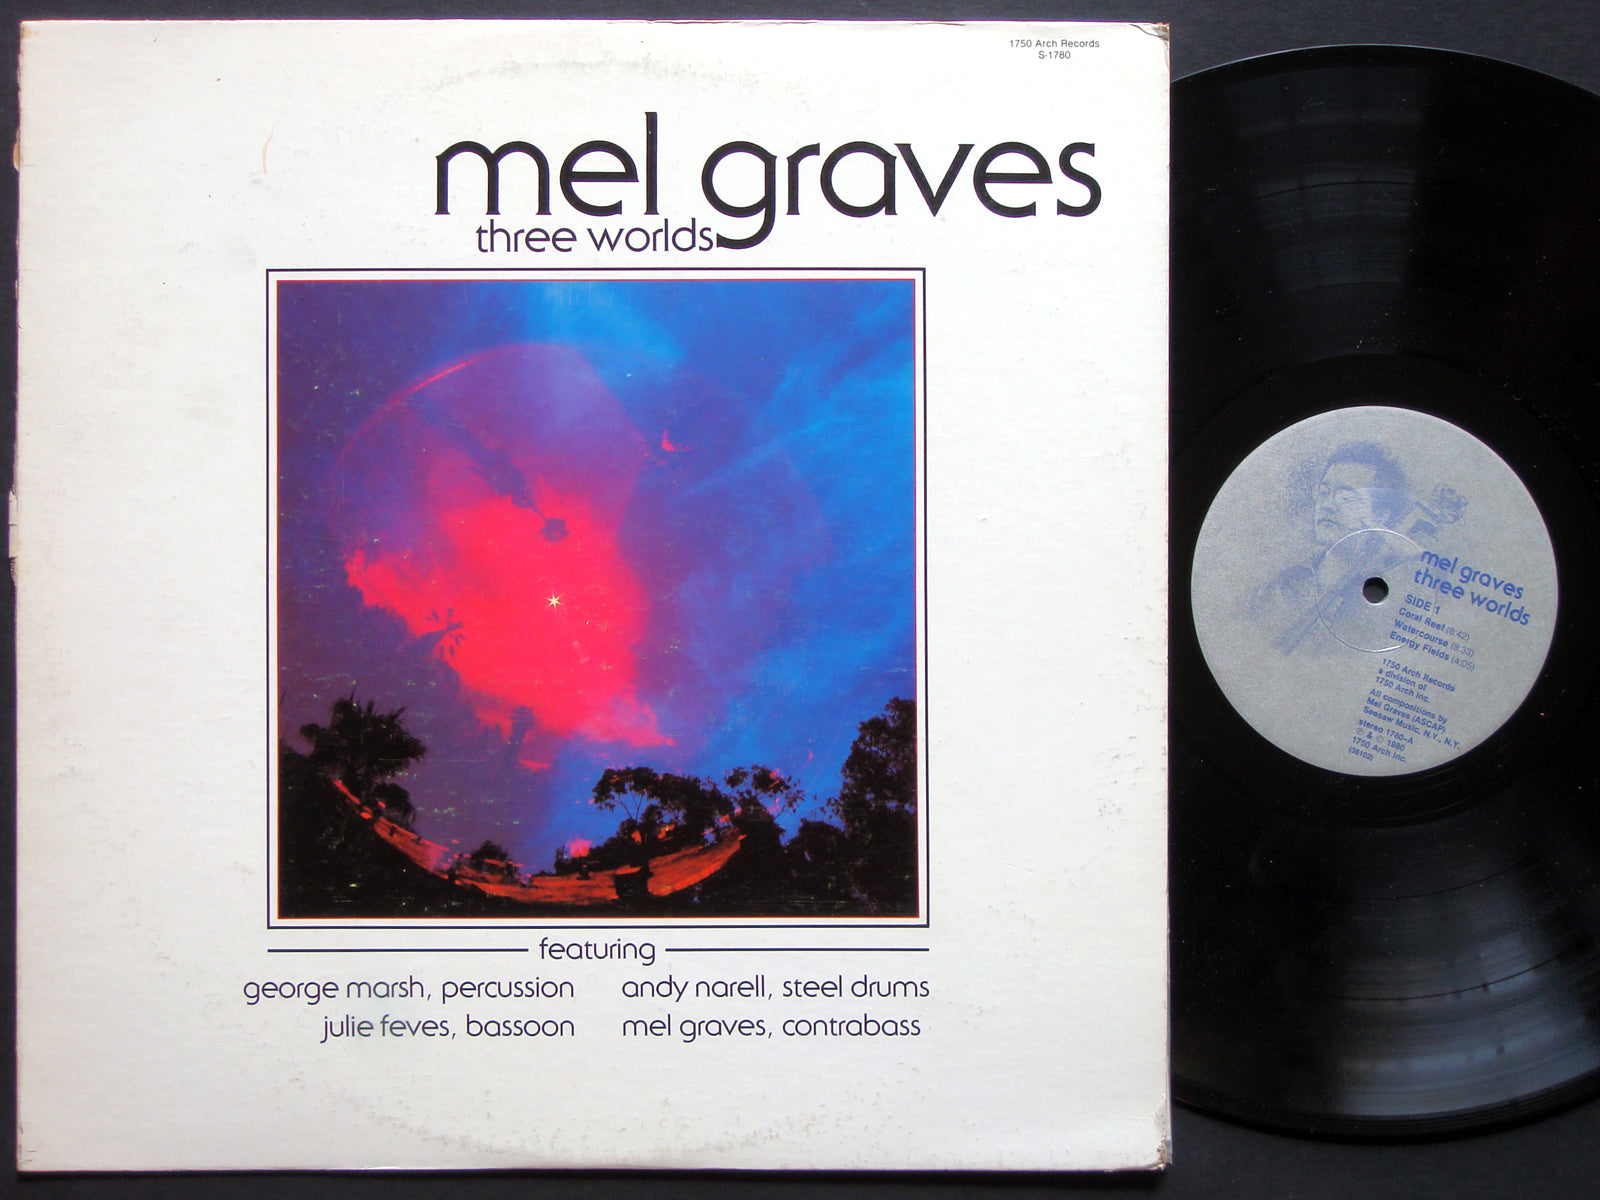 1750 Arch Records
S-1780
mel graves
three worlds
featuring
george marsh, percussion
andy narell, steel drums
julie feves, bassoon
mel graves, contrabass
mel graves
three worlds
SIDE 1
Coral Reef (8:42)
Watercourse (8:33)
Energy Fields (4:05)
1750 Arch Records
a division of
1750 Arch Inc.
All compositions by
Mel Graves (ASCAP)
Seesaw Music, N.Y., N.Y.
stereo 1780-A
℗ & © 1980
1750 Arch Inc.
(36102)